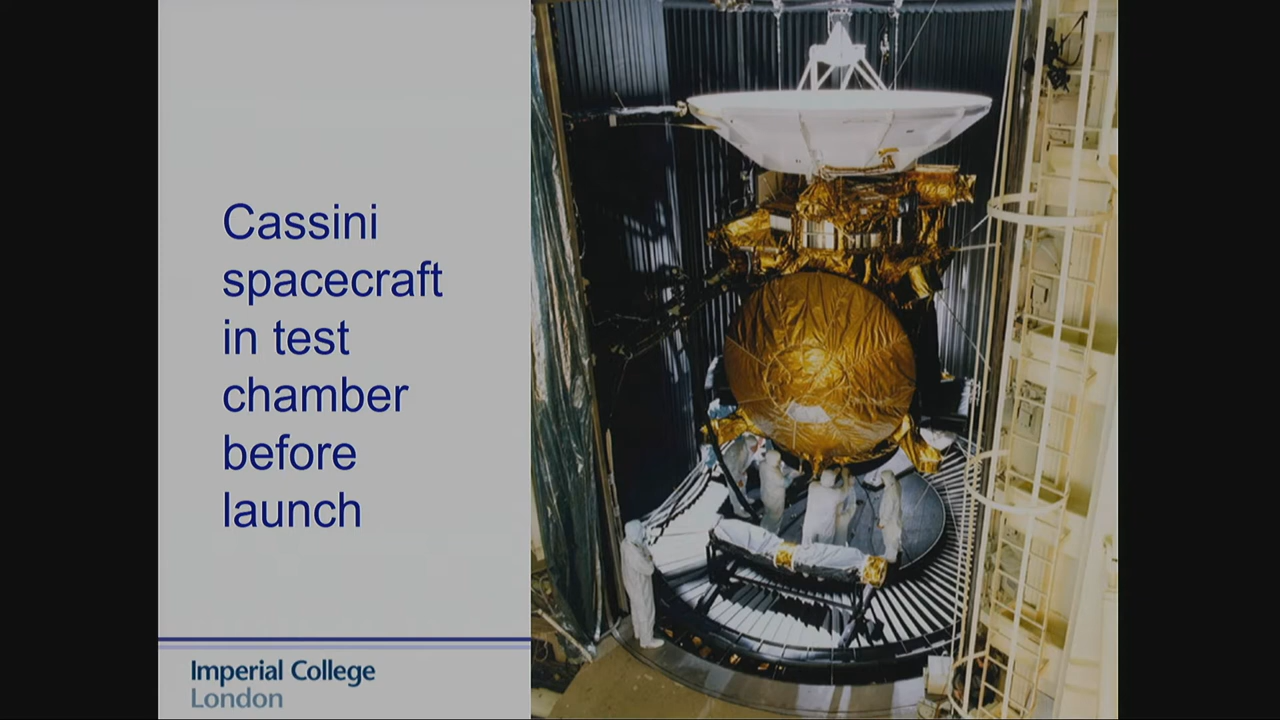 Cassini
spacecraft
in test
chamber
before
launch
Imperial College
London